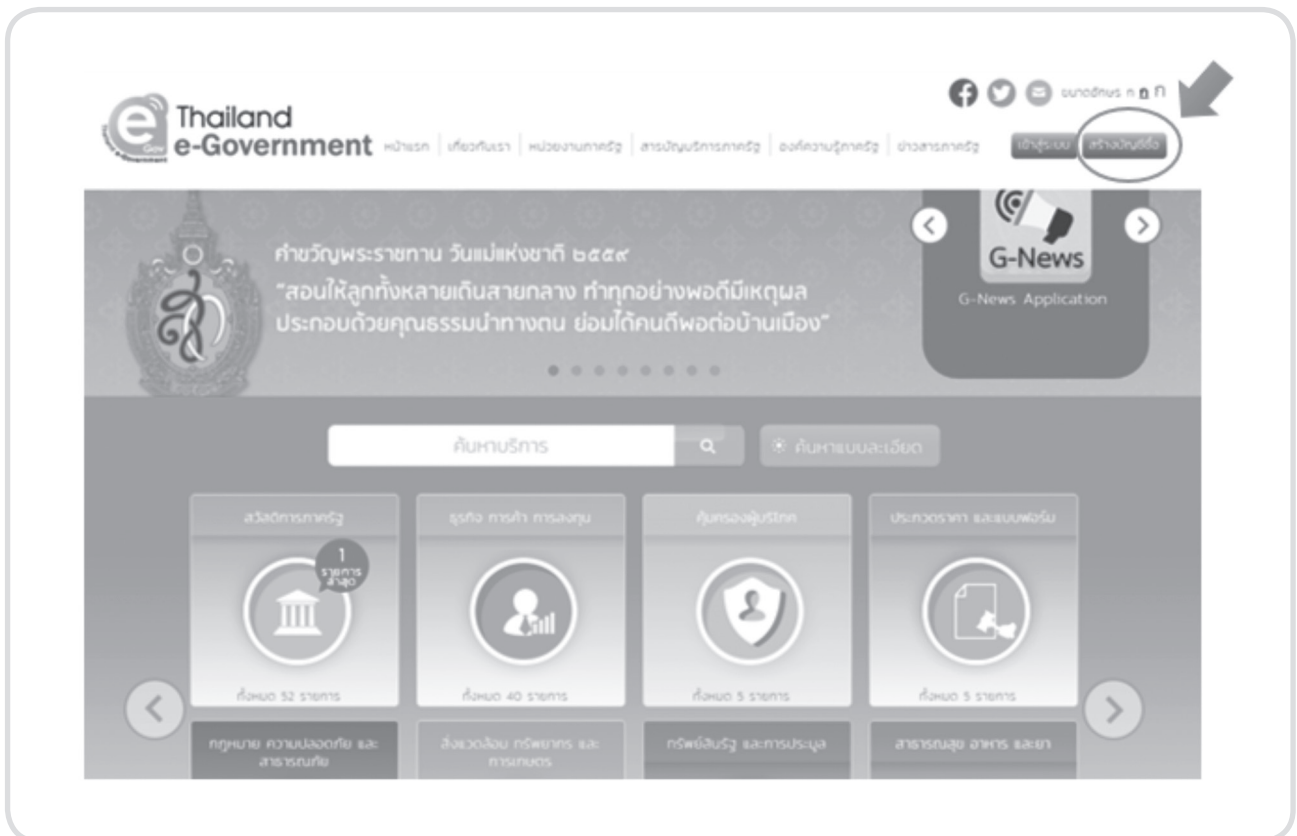 ขนาดอักษร ก ก ก
Thailand
e-Government
Gov
Thailand e-Government
หน้าแรก เกี่ยวกับเรา หน่วยงานภาครัฐ สารบัญบริการภาครัฐ องค์ความรู้ภาครัฐ ข่าวสารภาครัฐ เข้าสู่ระบบ สร้างบัญชีชื่อ
คำขวัญพระราชทาน วันแม่แห่งชาติ ๒๕๕๙
“สอนให้ลูกทั้งหลายเดินสายกลาง ทำทุกอย่างพอดีมีเหตุผล
ประกอบด้วยคุณธรรมนำทางตน ย่อมได้คนดีพอต่อบ้านเมือง”
G-News
G-News Application
ค้นหาบริการ ค้นหาแบบละเอียด
สวัสดิการภาครัฐ ธุรกิจ การค้า การลงทุน คุ้มครองผู้บริโภค ประกวดราคา และแบบฟอร์ม
1
รายการ
ล่าสุด
ทั้งหมด 52 รายการ ทั้งหมด 40 รายการ ทั้งหมด 5 รายการ ทั้งหมด 5 รายการ
กฎหมาย ความปลอดภัย และ
สาธารณภัย
สิ่งแวดล้อม ทรัพยากร และ
การเกษตร
ทรัพย์สินรัฐ และการประมูล
สาธารณสุข อาหาร และยา